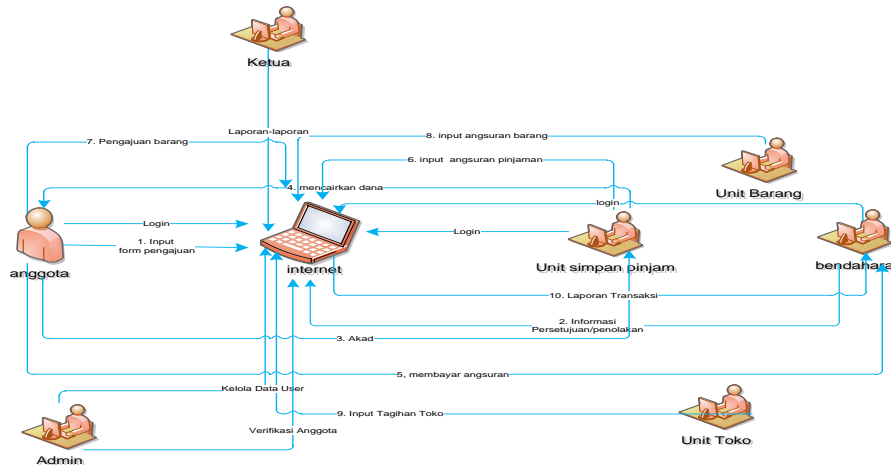 Ketua
Laporan-laporan
8. input angsuran barang
7. Pengajuan barang
6. input angsuran pinjaman
4. mencairkan dana
Unit Barang
login
Login
Login
1. Input
form pengajuan
anggota
internet
Unit simpan pinjam
bendahara
10. Laporan Transaksi
2. Informasi
Persetujuan/penolakan
3. Akad
5, membayar angsuran
Kelola Data User
9. Input Tagihan Toko
Verifikasi Anggota
Unit Toko
Admin